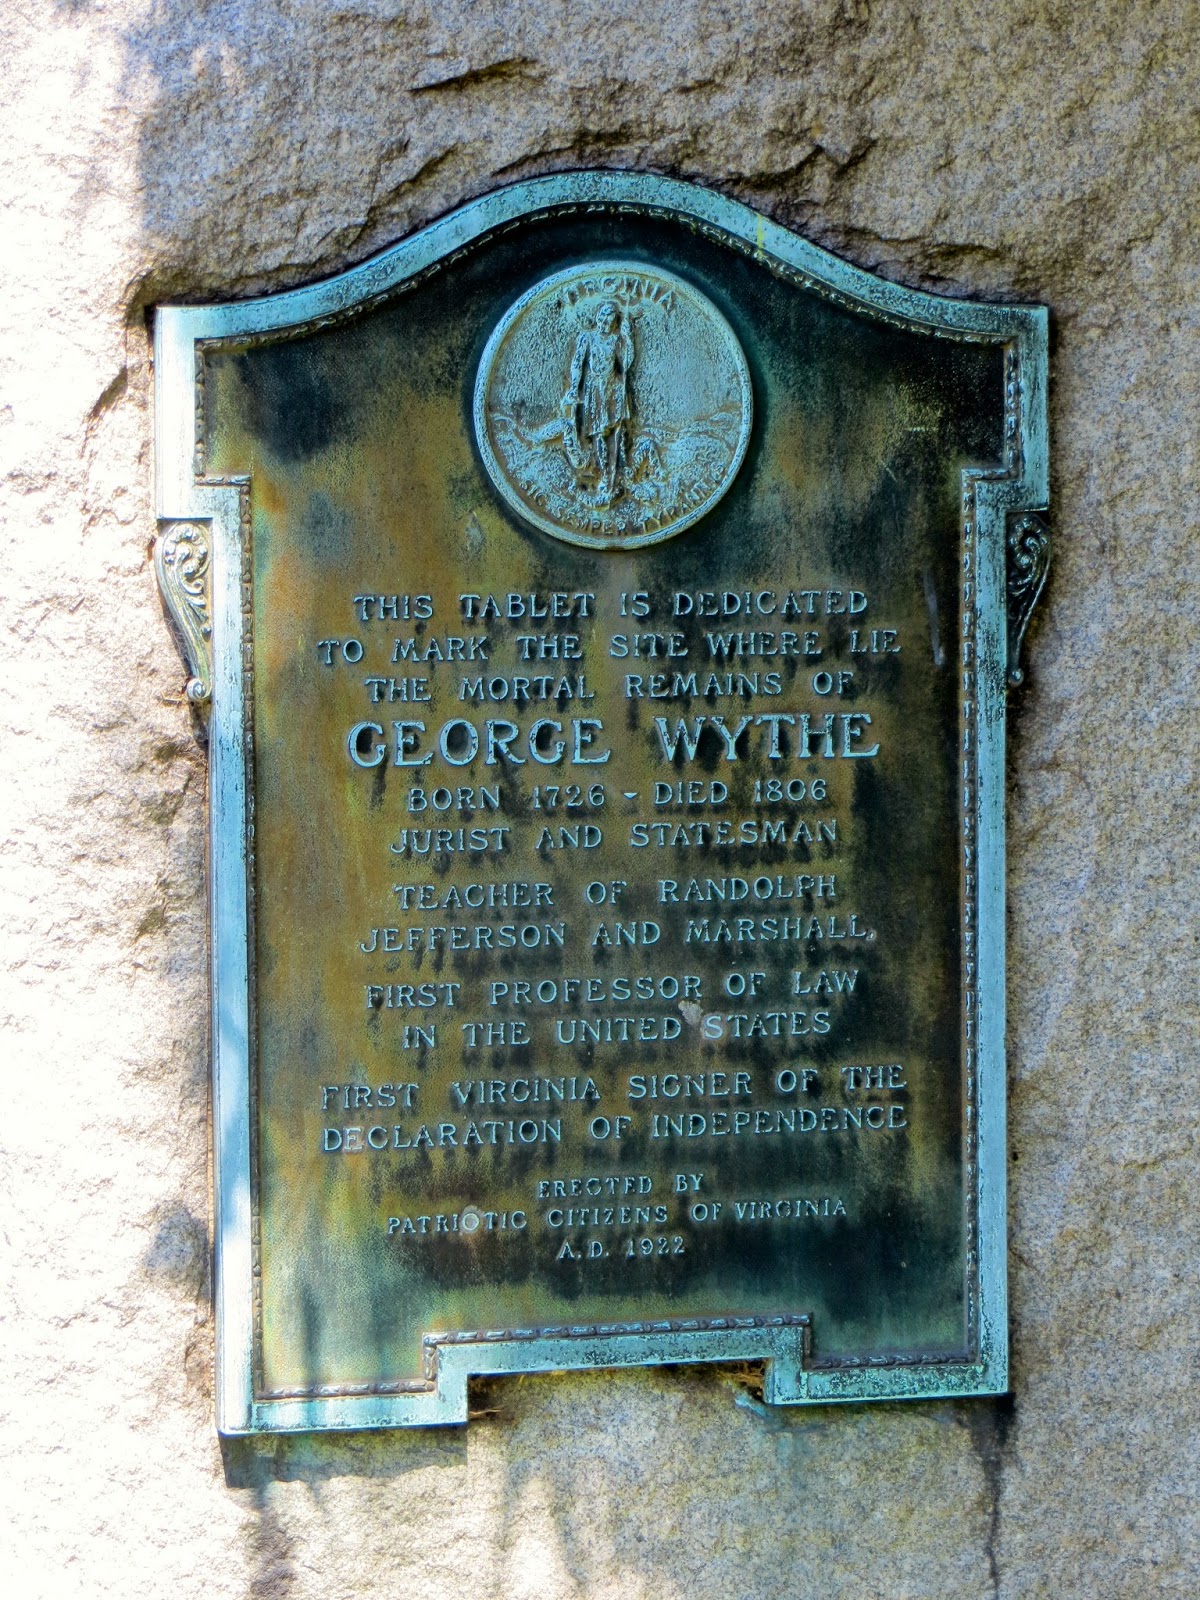 VIRGINIA
SIC SEMPER TYRANNIS
THIS TABLET IS DEDICATED
TO MARK THE SITE WHERE LIE
THE MORTAL REMAINS OF
GEORGE WYTHE
BORN 1726 - DIED 1806
JURIST AND STATESMAN
TEACHER OF RANDOLPH
JEFFERSON AND MARSHALL,
FIRST PROFESSOR OF LAW
IN THE UNITED STATES
FIRST VIRGINIA SIGNER OF THE
DECLARATION OF INDEPENDENCE
ERECTED BY
PATRIOTIC CITIZENS OF VIRGINIA
A.D. 1922